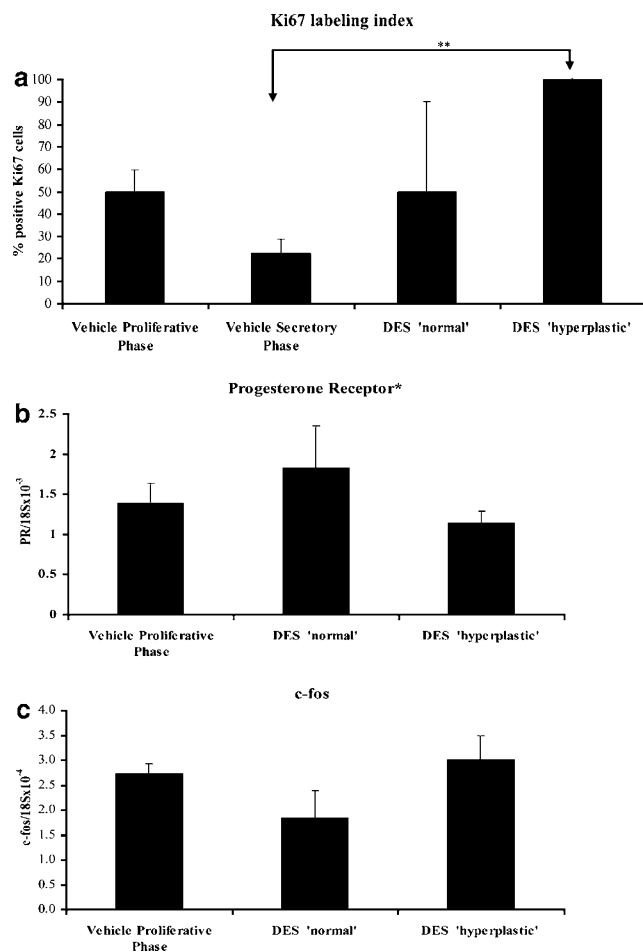 Ki67 labeling index
**
a
100
90
80
70
60
50
40
30
20
10
0
% positive Ki67 cells
Vehicle Proliferative
Phase
Vehicle Secretory
Phase
DES 'normal'
DES 'hyperplastic'
Progesterone Receptor*
b
2.5
2
1.5
1
0.5
0
PR/18Sx10⁻³
Vehicle Proliferative
Phase
DES 'normal'
DES 'hyperplastic'
c-fos
c
4.0
3.5
3.0
2.5
2.0
1.5
1.0
0.5
0.0
c-fos/18Sx10⁻⁴
Vehicle Proliferative
Phase
DES 'normal'
DES 'hyperplastic'